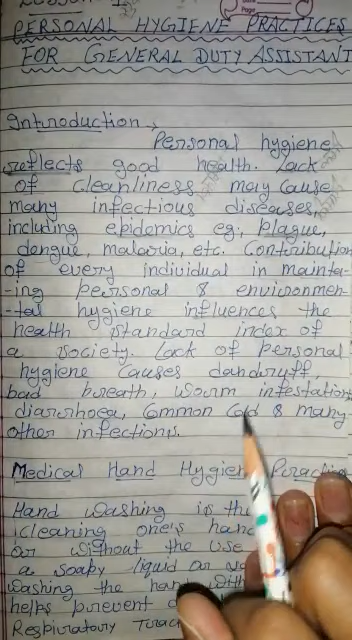 Page
PERSONAL HYGIENE PRACTICES
FOR GENERAL DUTY ASSISTANT
Introduction
Personal hygiene
reflects good health. Lack
of cleanliness may cause
many infectious diseases,
including epidemics eg, plague,
dengue, malaria, etc. Contribution
of every individual in mainta-
-ing personal & environmen-
-tal hygiene influences the
health standard index of
a society. Lack of personal
hygiene causes dandruff,
bad breath, worm infestation,
diarrhoea, common cold & many
other infections.
Medical Hand Hygiene
Hand washing is the
cleaning one's
or without the use
a soapy liquid or
washing the
helps prevent
Respiratory